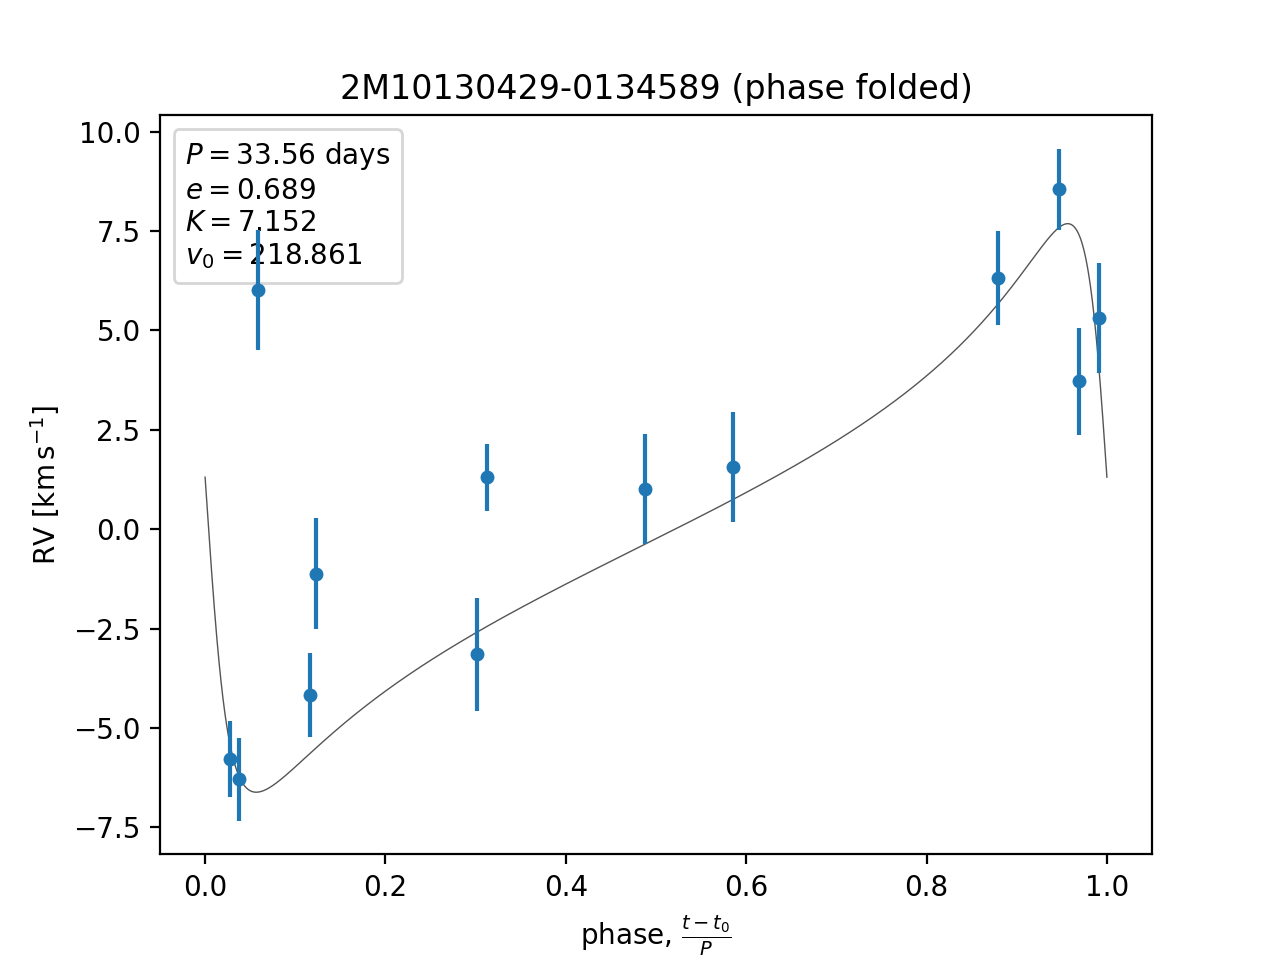 2M10130429-0134589 (phase folded)
P = 33.56 days
e = 0.689
K = 7.152
v₀ = 218.861
10.0
7.5
5.0
2.5
0.0
−2.5
−5.0
−7.5
RV [km s⁻¹]
0.0 0.2 0.4 0.6 0.8 1.0
phase, (t − t₀)/P